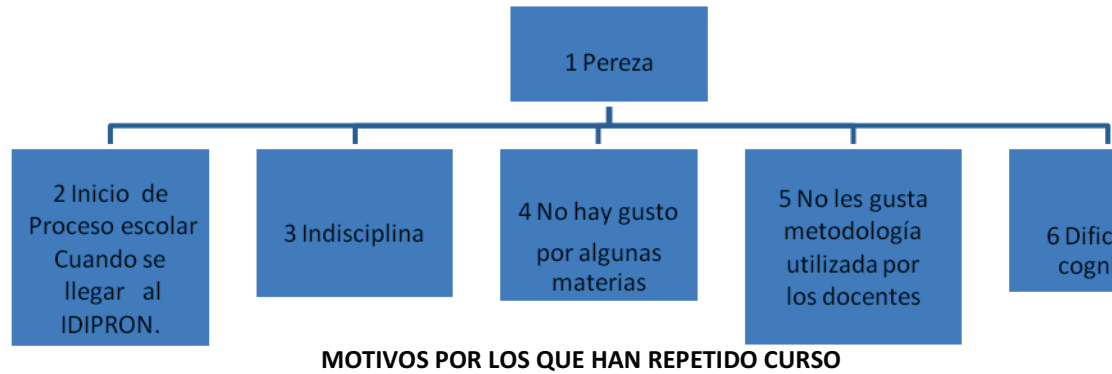 1 Pereza
2 Inicio de
Proceso escolar
Cuando se
llegar al
IDIPRON.
3 Indisciplina
4 No hay gusto
por algunas
materias
5 No les gusta
metodología
utilizada por
los docentes
6
MOTIVOS POR LOS QUE HAN REPETIDO CURSO